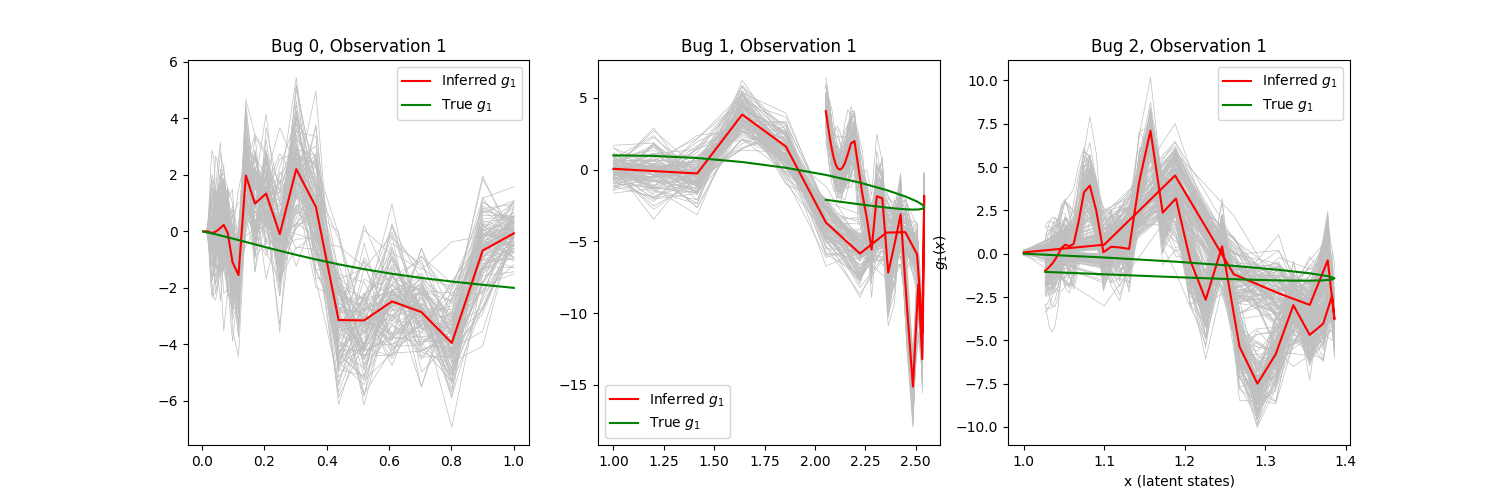 Bug 0, Observation 1
6
4
2
0
−2
−4
−6
0.0 0.2 0.4 0.6 0.8 1.0
Inferred g₁
True g₁
Bug 1, Observation 1
5
0
−5
−10
−15
1.00 1.25 1.50 1.75 2.00 2.25 2.50
Inferred g₁
True g₁
Bug 2, Observation 1
g₁(x)
10.0
7.5
5.0
2.5
0.0
−2.5
−5.0
−7.5
−10.0
1.0 1.1 1.2 1.3 1.4
x (latent states)
Inferred g₁
True g₁